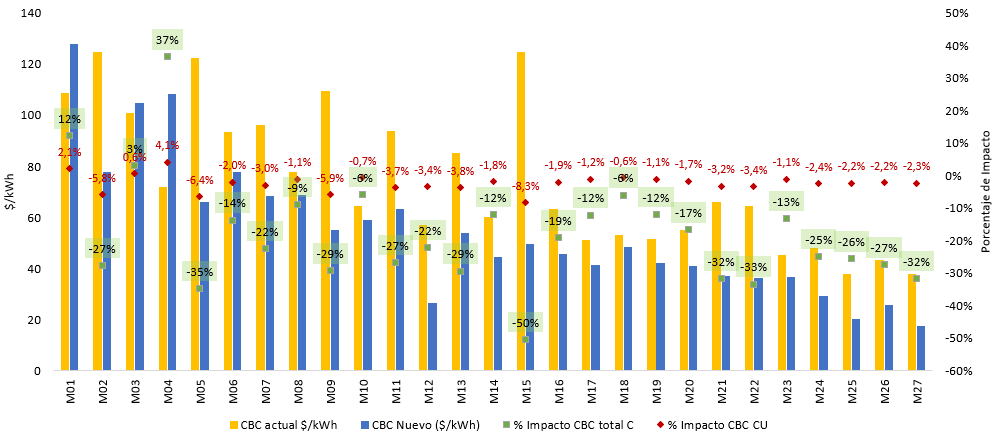 140
120
100
80
60
40
20
0
$/kWh
50%
40%
30%
20%
10%
0%
-10%
-20%
-30%
-40%
-50%
-60%
Porcentaje de Impacto
12%
-27%
3%
37%
-35%
-14%
-22%
-9%
-29%
-6%
-27%
-22%
-29%
-12%
-50%
-19%
-12%
-6%
-12%
-17%
-32%
-33%
-13%
-25%
-26%
-27%
-32%
2,1%
-5,8%
0,6%
4,1%
-6,4%
-2,0%
-3,0%
-1,1%
-5,9%
-0,7%
-3,7%
-3,4%
-3,8%
-1,8%
-8,3%
-1,9%
-1,2%
-0,6%
-1,1%
-1,7%
-3,2%
-3,4%
-1,1%
-2,4%
-2,2%
-2,2%
-2,3%
M01
M02
M03
M04
M05
M06
M07
M08
M09
M10
M11
M12
M13
M14
M15
M16
M17
M18
M19
M20
M21
M22
M23
M24
M25
M26
M27
CBC actual $/kWh
CBC Nuevo ($/kWh)
% Impacto CBC total C
% Impacto CBC CU